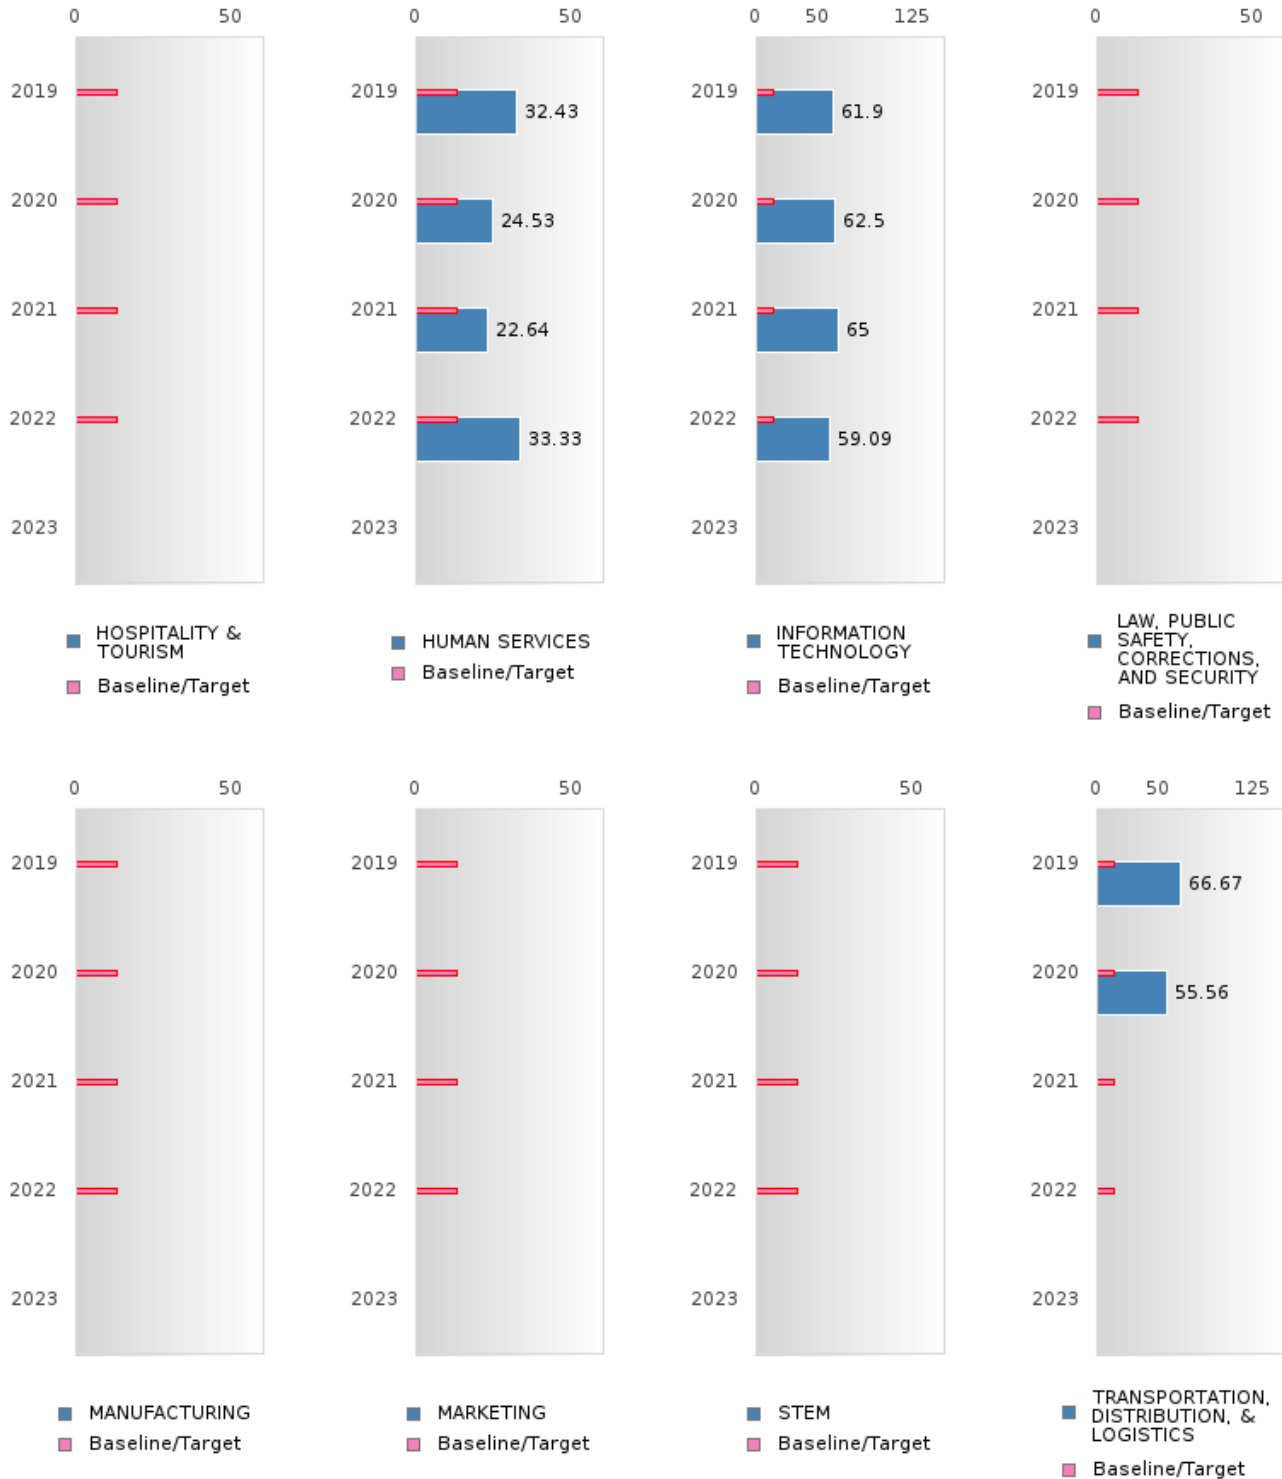 0 50
2019
2020
2021
2022
2023
HOSPITALITY &
TOURISM
Baseline/Target
0 50
2019
32.43
2020
24.53
2021
22.64
2022
33.33
2023
HUMAN SERVICES
Baseline/Target
0 50 125
2019
61.9
2020
62.5
2021
65
2022
59.09
2023
INFORMATION
TECHNOLOGY
Baseline/Target
0 50
2019
2020
2021
2022
2023
LAW, PUBLIC
SAFETY,
CORRECTIONS,
AND SECURITY
Baseline/Target
0 50
2019
2020
2021
2022
2023
MANUFACTURING
Baseline/Target
0 50
2019
2020
2021
2022
2023
MARKETING
Baseline/Target
0 50
2019
2020
2021
2022
2023
STEM
Baseline/Target
0 50 125
2019
66.67
2020
55.56
2021
2022
2023
TRANSPORTATION,
DISTRIBUTION, &
LOGISTICS
Baseline/Target